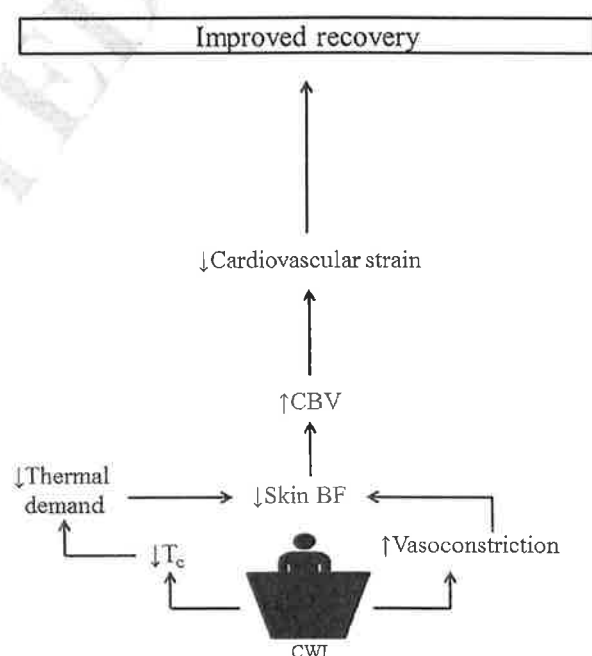 Improved recovery
↓Cardiovascular strain
↑CBV
↓Thermal
demand
↓Skin BF
↓Tc
↑Vasoconstriction
CWI